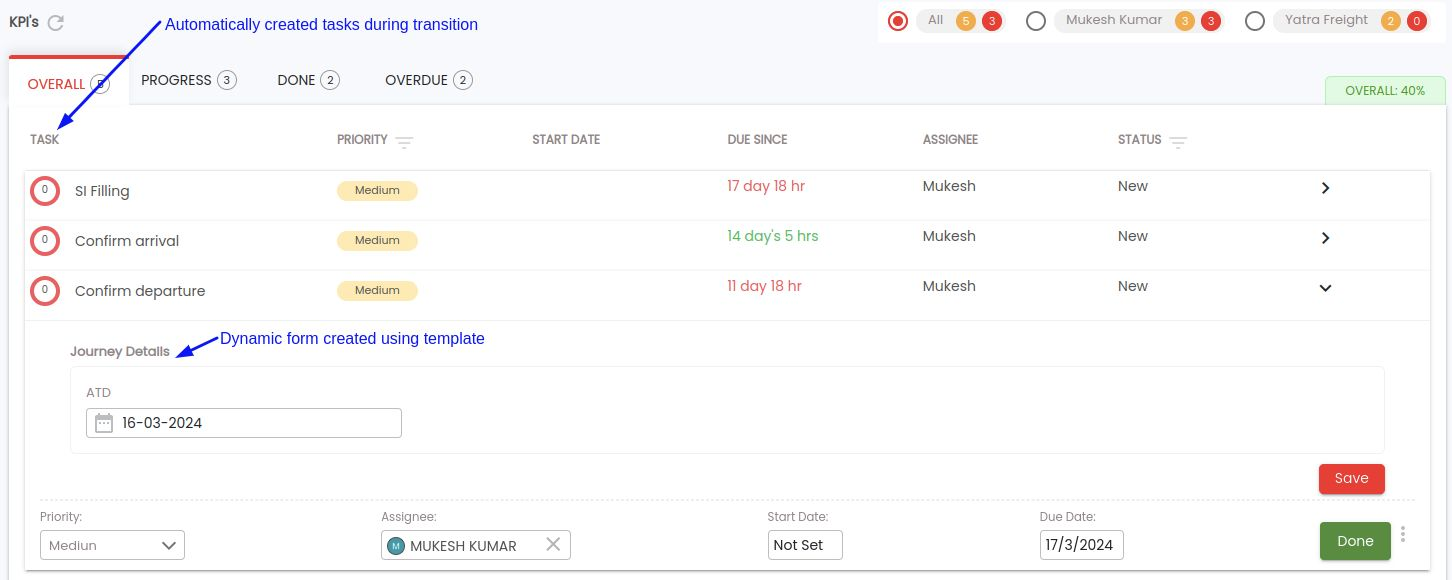 KPI's
Automatically created tasks during transition
All 5 3 Mukesh Kumar 3 3 Yatra Freight 2 0
OVERALL 5 PROGRESS 3 DONE 2 OVERDUE 2
OVERALL: 40%
TASK PRIORITY START DATE DUE SINCE ASSIGNEE STATUS
0 SI Filling Medium 17 day 18 hr Mukesh New
0 Confirm arrival Medium 14 day's 5 hrs Mukesh New
0 Confirm departure Medium 11 day 18 hr Mukesh New
Dynamic form created using template
Journey Details
ATD
16-03-2024
Save
Priority: Assignee: Start Date: Due Date:
Mediun M MUKESH KUMAR Not Set 17/3/2024 Done